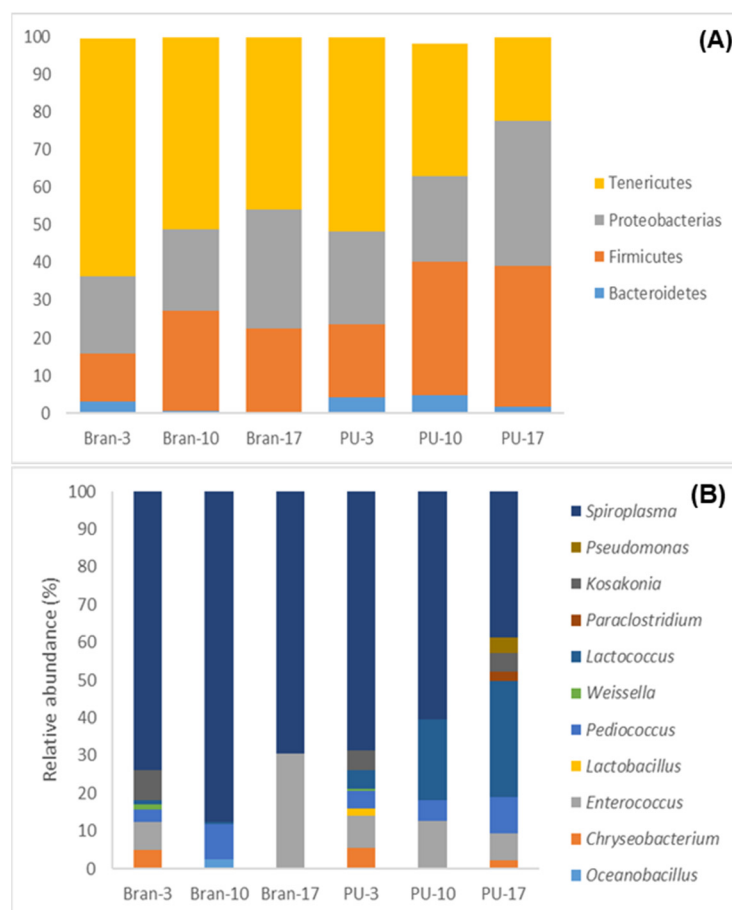 (A)
100
90
80
70
60
50
40
30
20
10
0
Bran-3 Bran-10 Bran-17 PU-3 PU-10 PU-17
Tenericutes
Proteobacterias
Firmicutes
Bacteroidetes
(B)
Relative abundance (%)
100
90
80
70
60
50
40
30
20
10
0
Bran-3 Bran-10 Bran-17 PU-3 PU-10 PU-17
Spiroplasma
Pseudomonas
Kosakonia
Paraclostridium
Lactococcus
Weissella
Pediococcus
Lactobacillus
Enterococcus
Chryseobacterium
Oceanobacillus